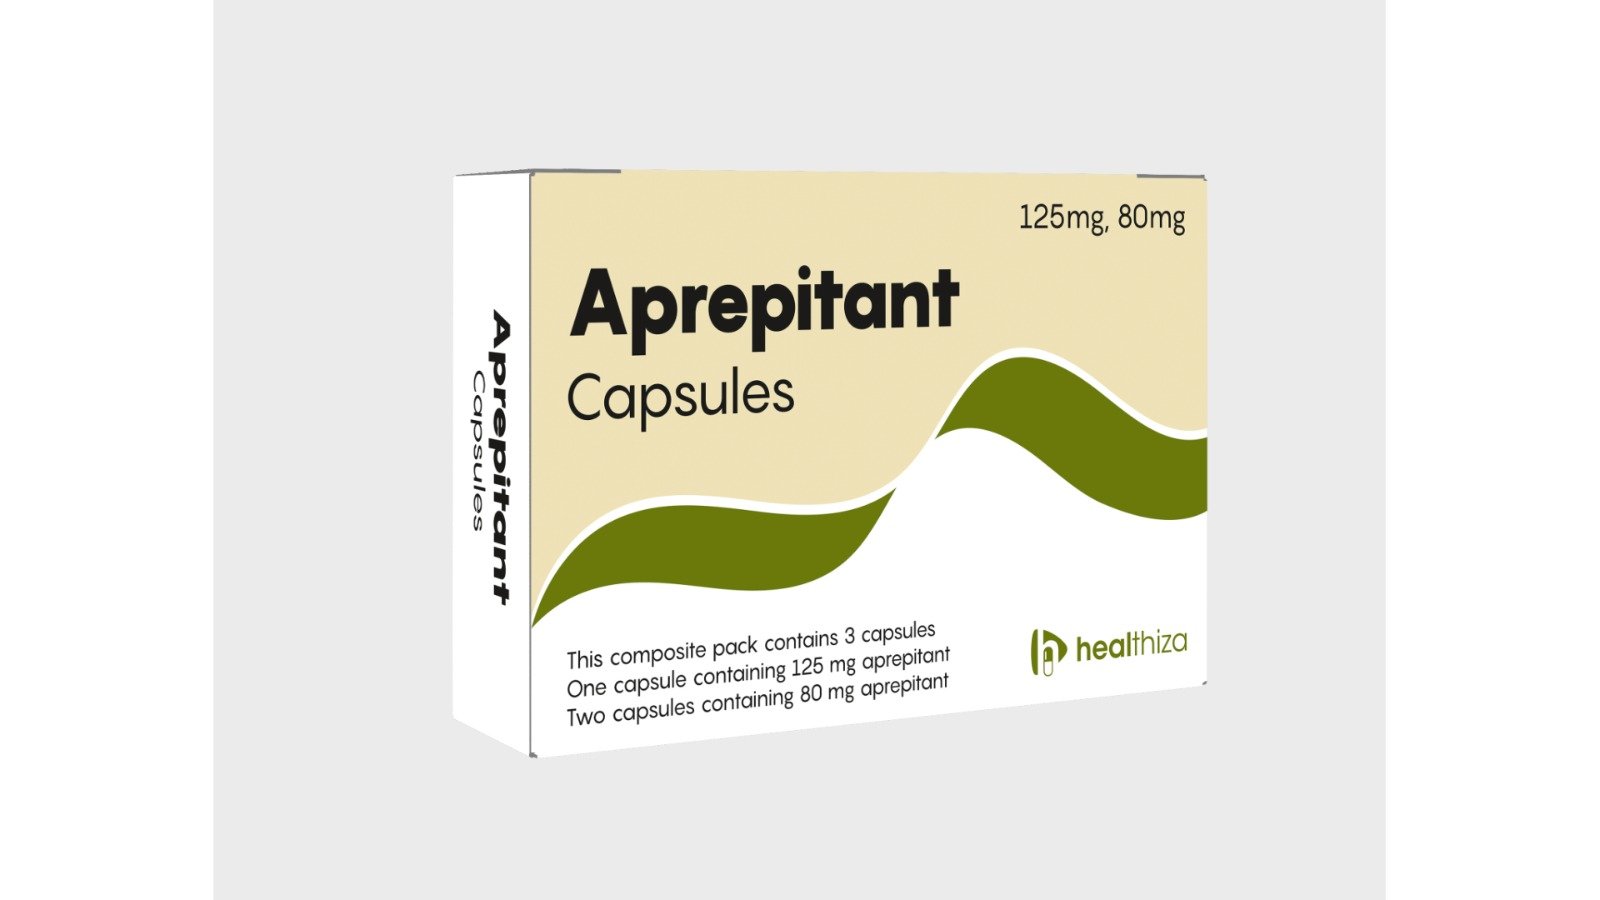 125mg, 80mg
Aprepitant
Capsules
This composite pack contains 3 capsules
One capsule containing 125 mg aprepitant
Two capsules containing 80 mg aprepitant
healthiza
Aprepitant
Capsules